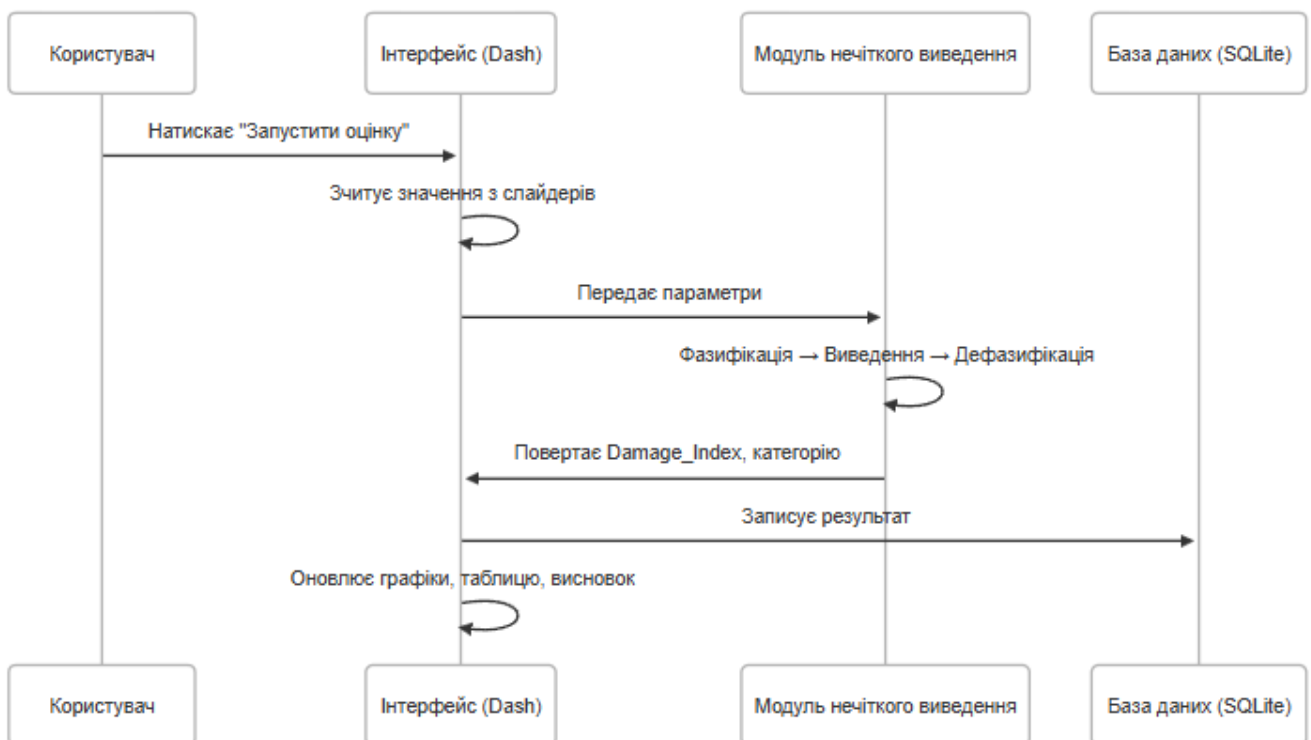 Користувач
Інтерфейс (Dash)
Модуль нечіткого виведення
База даних (SQLite)
Натискає "Запустити оцінку"
Зчитує значення з слайдерів
Передає параметри
Фазифікація → Виведення → Дефазифікація
Повертає Damage_Index, категорію
Записує результат
Оновлює графіки, таблицю, висновок
Користувач
Інтерфейс (Dash)
Модуль нечіткого виведення
База даних (SQLite)